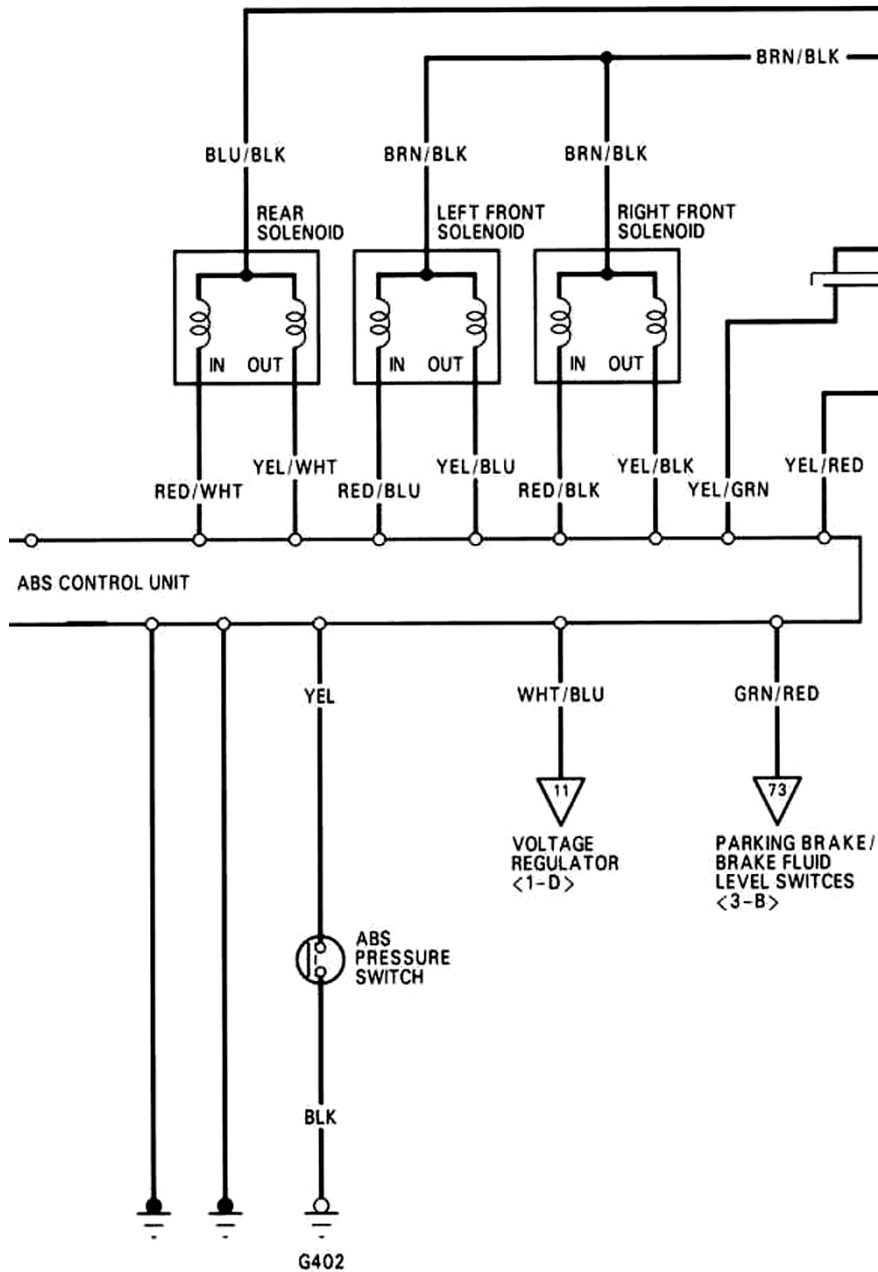 BRN/BLK
BLU/BLK
BRN/BLK
BRN/BLK
REAR
SOLENOID
LEFT FRONT
SOLENOID
RIGHT FRONT
SOLENOID
IN OUT
IN OUT
IN OUT
YEL/WHT
YEL/BLU
YEL/BLK
YEL/RED
RED/WHT
RED/BLU
RED/BLK
YEL/GRN
ABS CONTROL UNIT
YEL
WHT/BLU
GRN/RED
11
73
VOLTAGE
REGULATOR
<1-D>
PARKING BRAKE/
BRAKE FLUID
LEVEL SWITCES
<3-B>
ABS
PRESSURE
SWITCH
BLK
G402